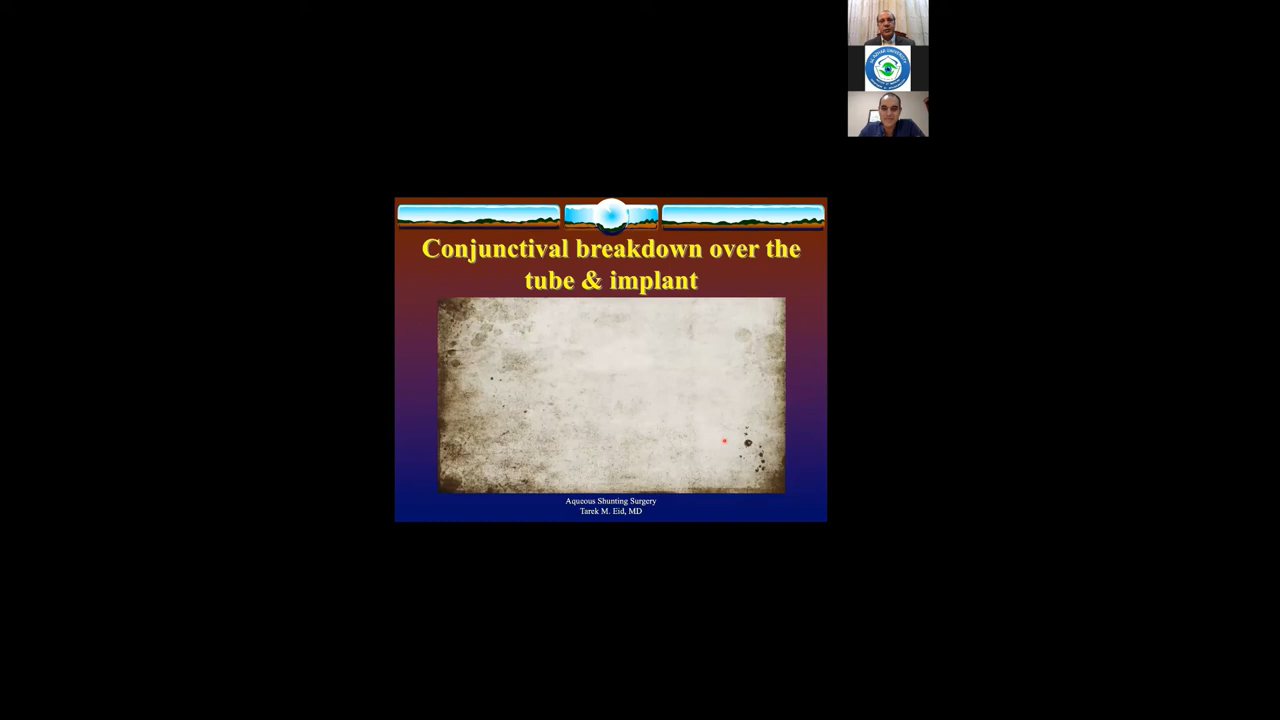 Conjunctival breakdown over the
tube & implant
Aqueous Shunting Surgery
Tarek M. Eid, MD